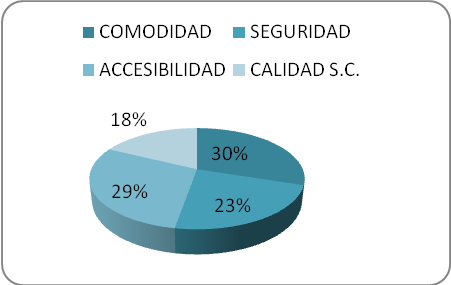 COMODIDAD SEGURIDAD
ACCESIBILIDAD CALIDAD S.C.
18%
30%
29%
23%